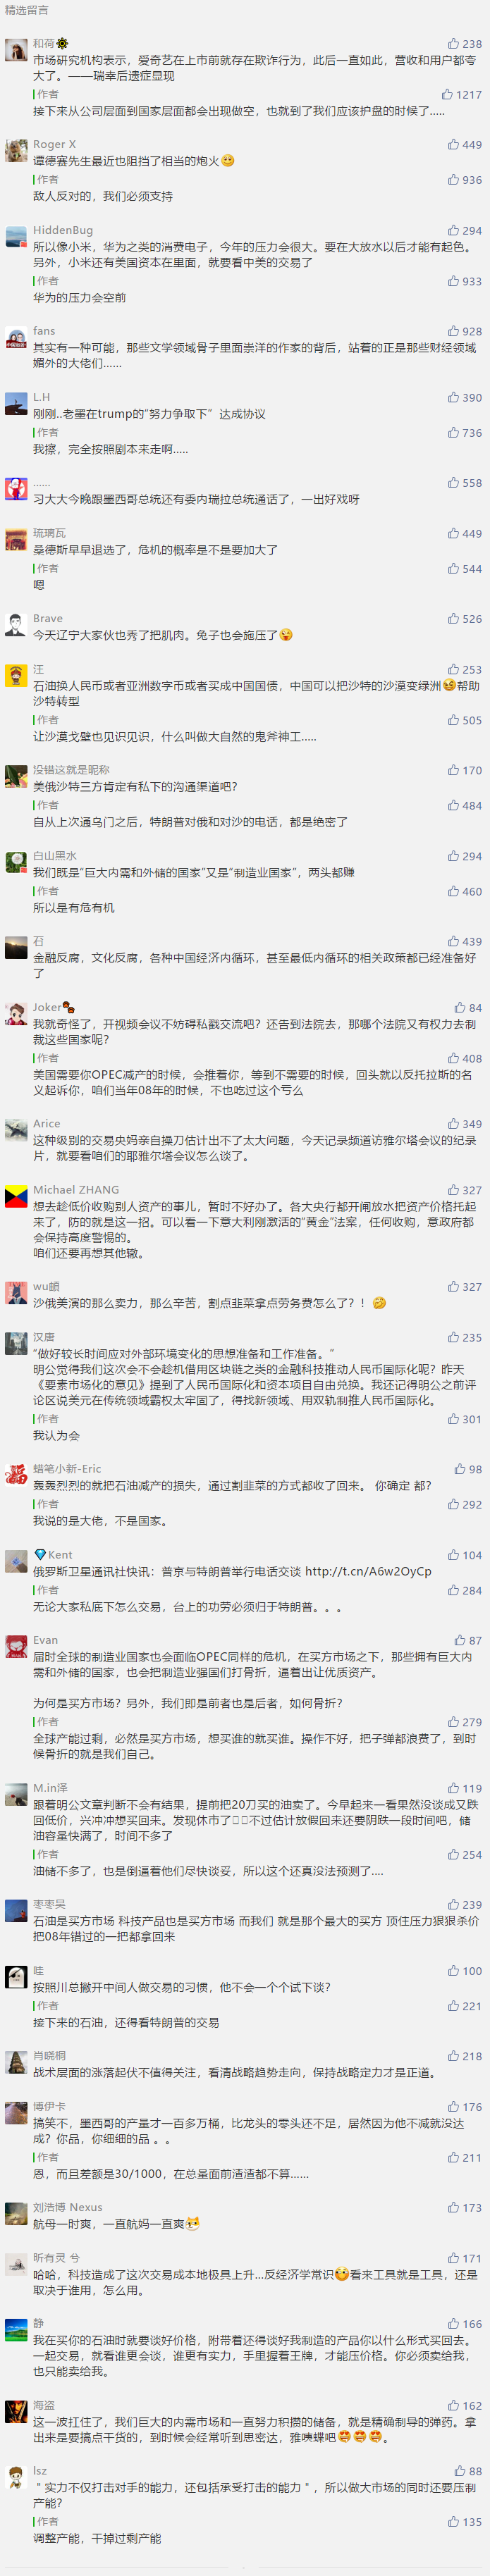 精选留言
和荷 238
市场研究机构表示，爱奇艺在上市前就存在欺诈行为，此后一直如此，营收和用户都夸
大了。——瑞幸后遗症显现
作者 1217
接下来从公司层面到国家层面都会出现做空，也就到了我们应该护盘的时候了.....
Roger X 449
谭德赛先生最近也阻挡了相当的炮火😊
作者 936
敌人反对的，我们必须支持
HiddenBug 294
所以像小米，华为之类的消费电子，今年的压力会很大。要在大放水以后才能有起色。
另外，小米还有美国资本在里面，就要看中美的交易了
作者 933
华为的压力会空前
fans 928
其实有一种可能，那些文学领域骨子里面崇洋的作家的背后，站着的正是那些财经领域
媚外的大佬们......
L.H 390
刚刚..老墨在trump的“努力争取下”达成协议
作者 736
我擦，完全按照剧本来走啊.....
...... 558
习大大今晚跟墨西哥总统还有委内瑞拉总统通话了，一出好戏呀
琉璃瓦 449
桑德斯早早退选了，危机的概率是不是要加大了
作者 544
嗯
Brave 526
今天辽宁大家伙也秀了把肌肉。兔子也会施压了😜
汪 253
石油换人民币或者亚洲数字币或者买成中国国债，中国可以把沙特的沙漠变绿洲😆帮助
沙特转型
作者 505
让沙漠戈壁也见识见识，什么叫做大自然的鬼斧神工.....
没错这就是昵称 170
美俄沙特三方肯定有私下的沟通渠道吧？
作者 484
自从上次通乌门之后，特朗普对俄和对沙的电话，都是绝密了
白山黑水 294
我们既是“巨大内需和外储的国家”又是“制造业国家”，两头都赚
作者 460
所以是有危有机
石 439
金融反腐，文化反腐，各种中国经济内循环，甚至最低内循环的相关政策都已经准备好
了
Joker 84
我就奇怪了，开视频会议不妨碍私戳交流吧？还告到法院去，那哪个法院又有权力去制
裁这些国家呢？
作者 408
美国需要你OPEC减产的时候，会推着你，等到不需要的时候，回头就以反托拉斯的名
义起诉你，咱们当年08年的时候，不也吃过这个亏么
Arice 349
这种级别的交易央妈亲自操刀估计出不了太大问题，今天记录频道访雅尔塔会议的纪录
片，就要看咱们的耶雅尔塔会议怎么谈了。
Michael ZHANG 327
想去趁低价收购别人资产的事儿，暂时不好办了。各大央行都开闸放水把资产价格托起
来了，防的就是这一招。可以看一下意大利刚激活的“黄金”法案，任何收购，意政府都
会保持高度警惕的。
咱们还要再想其他辙。
wu頔 327
沙俄美演的那么卖力，那么辛苦，割点韭菜拿点劳务费怎么了？！🤣
汉唐 235
“做好较长时间应对外部环境变化的思想准备和工作准备。”
明公觉得我们这次会不会趁机借用区块链之类的金融科技推动人民币国际化呢？昨天
《要素市场化的意见》提到了人民币国际化和资本项目自由兑换。我还记得明公之前评
论区说美元在传统领域霸权太牢固了，得找新领域、用双轨制推人民币国际化。
作者 301
我认为会
蜡笔小新-Eric 98
轰轰烈烈的就把石油减产的损失，通过割韭菜的方式都收了回来。 你确定 都？
作者 292
我说的是大佬，不是国家。
💎Kent 104
俄罗斯卫星通讯社快讯：普京与特朗普举行电话交谈 http://t.cn/A6w2OyCp
作者 284
无论大家私底下怎么交易，台上的功劳必须归于特朗普。。。
Evan 87
届时全球的制造业国家也会面临OPEC同样的危机，在买方市场之下，那些拥有巨大内
需和外储的国家，也会把制造业强国们打骨折，逼着出让优质资产。
为何是买方市场？另外，我们即是前者也是后者，如何骨折？
作者 279
全球产能过剩，必然是买方市场，想买谁的就买谁。操作不好，把子弹都浪费了，到时
候骨折的就是我们自己。
M.in泽 119
跟着明公文章判断不会有结果，提前把20刀买的油卖了。今早起来一看果然没谈成又跌
回低价，兴冲冲想买回来。发现休市了□□不过估计放假回来还要阴跌一段时间吧，储
油容量快满了，时间不多了
作者 254
油储不多了，也是倒逼着他们尽快谈妥，所以这个还真没法预测了....
枣枣昊 239
石油是买方市场 科技产品也是买方市场 而我们 就是那个最大的买方 顶住压力狠狠杀价
把08年错过的一把都拿回来
哇 100
按照川总撇开中间人做交易的习惯，他不会一个个试下谈？
作者 221
接下来的石油，还得看特朗普的交易
肖晓桐 218
战术层面的涨落起伏不值得关注，看清战略趋势走向，保持战略定力才是正道。
博伊卡 176
搞笑不，墨西哥的产量才一百多万桶，比龙头的零头还不足，居然因为他不减就没达
成？你品，你细细的品 。。
作者 211
恩，而且差额是30/1000，在总量面前渣渣都不算......
刘浩博 Nexus 173
航母一时爽，一直航妈一直爽
昕有灵 兮 171
哈哈，科技造成了这次交易成本地极具上升...反经济学常识看来工具就是工具，还是
取决于谁用，怎么用。
静 166
我在买你的石油时就要谈好价格，附带着还得谈好我制造的产品你以什么形式买回去。
一起交易，就看谁更会谈，谁更有实力，手里握着王牌，才能压价格。你必须卖给我，
也只能卖给我。
海盗 162
这一波扛住了，我们巨大的内需市场和一直努力积攒的储备，就是精确制导的弹药。拿
出来是要搞点干货的，到时候会经常听到思密达，雅咦蝶吧😍😍😍。
lsz 88
＂实力不仅打击对手的能力，还包括承受打击的能力＂，所以做大市场的同时还要压制
产能？
作者 135
调整产能，干掉过剩产能